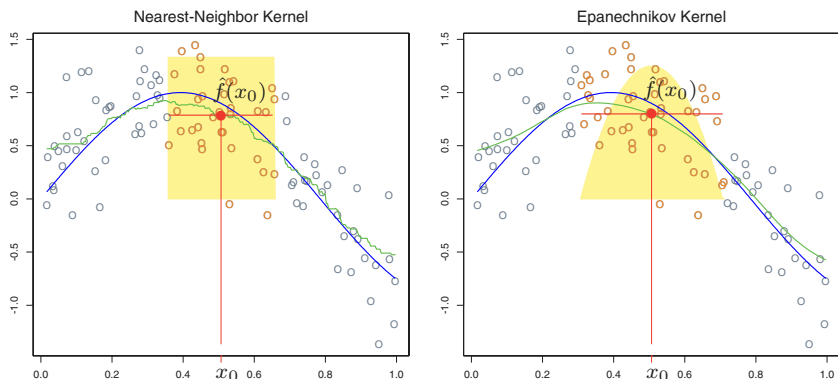 Nearest-Neighbor Kernel
Epanechnikov Kernel
1.5
1.0
0.5
0.0
-0.5
-1.0
f̂(x₀)
0.0 0.2 x₀ 0.4 0.6 0.8 1.0
1.5
1.0
0.5
0.0
-0.5
-1.0
f̂(x₀)
0.0 0.2 0.4 x₀ 0.6 0.8 1.0